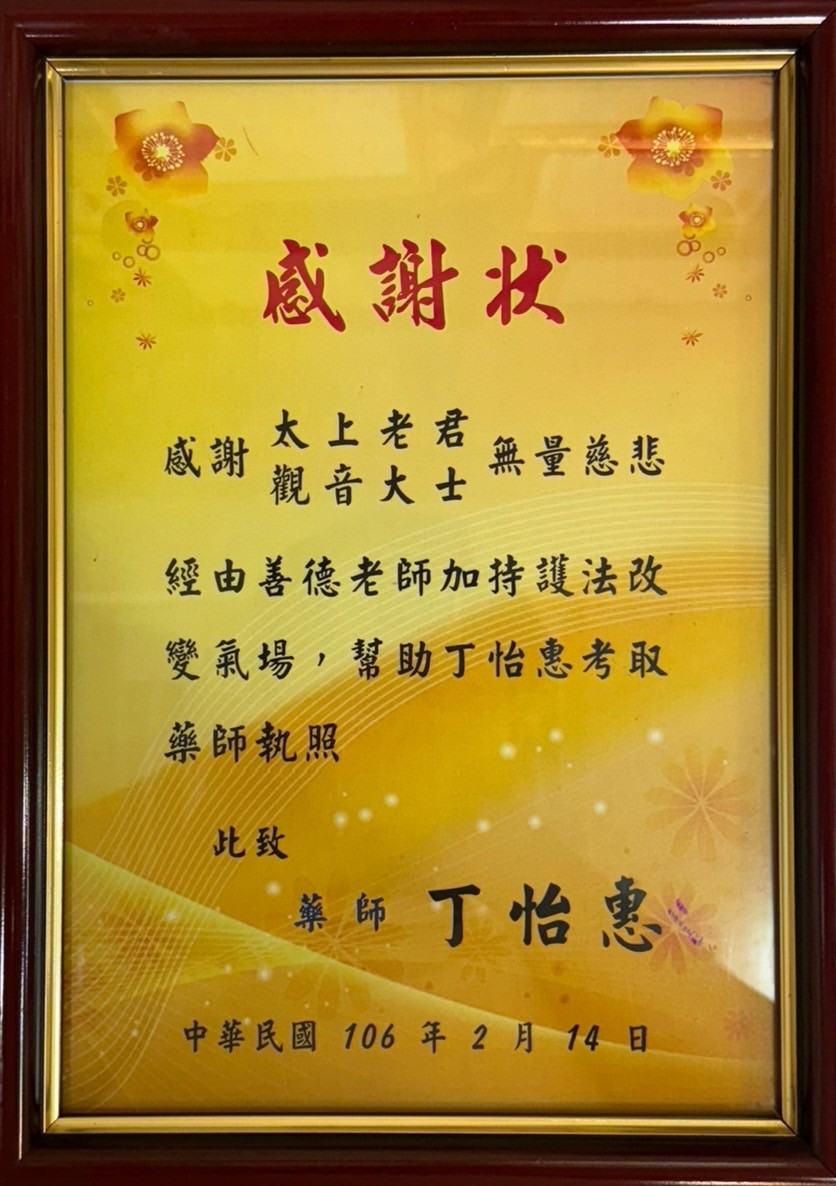 感謝狀
感謝 太上老君 觀音大士 無量慈悲
經由善德老師加持護法改
變氣場，幫助丁怡惠考取
藥師執照
此致
藥師 丁怡惠
中華民國 106 年 2 月 14 日